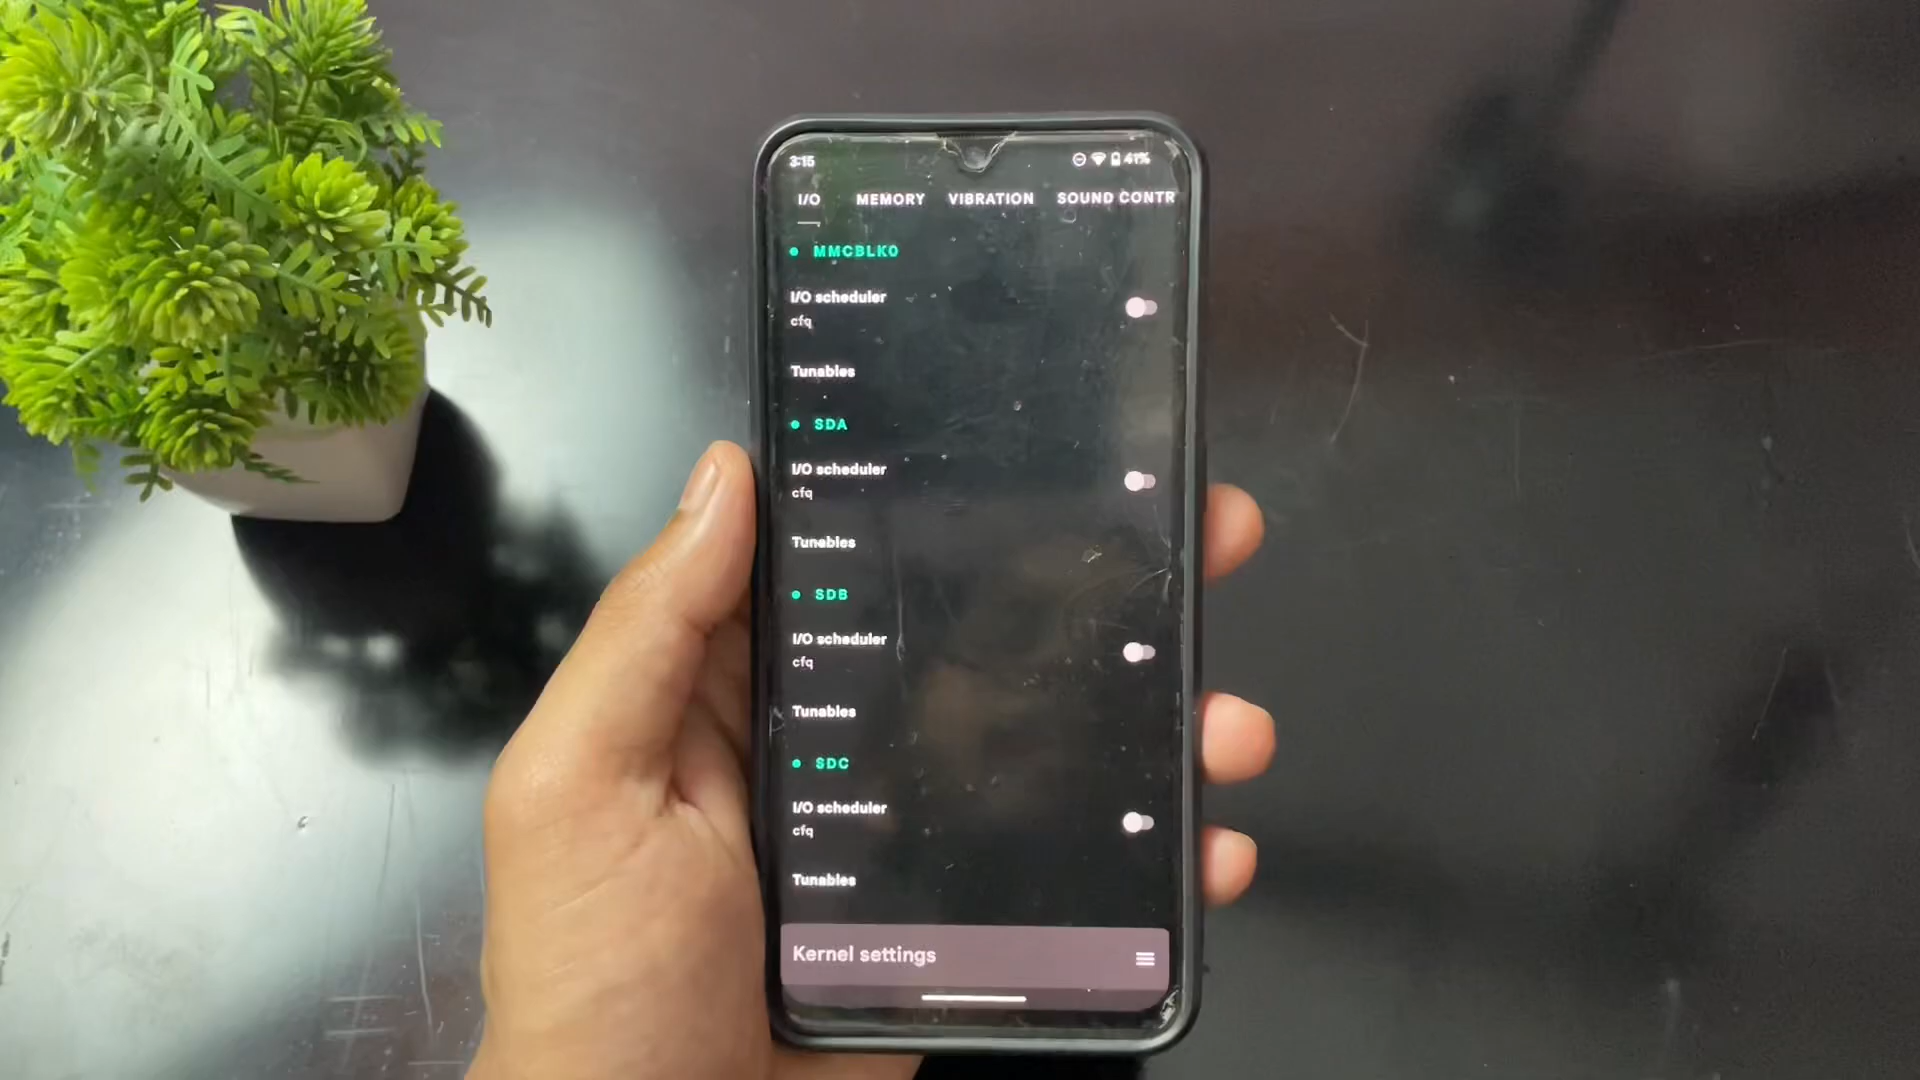 3:15 41%
I/O MEMORY VIBRATION SOUND CONTR
MMCBLK0
I/O scheduler
cfq
Tunables
SDA
I/O scheduler
cfq
Tunables
SDB
I/O scheduler
cfq
Tunables
SDC
I/O scheduler
cfq
Tunables
Kernel settings